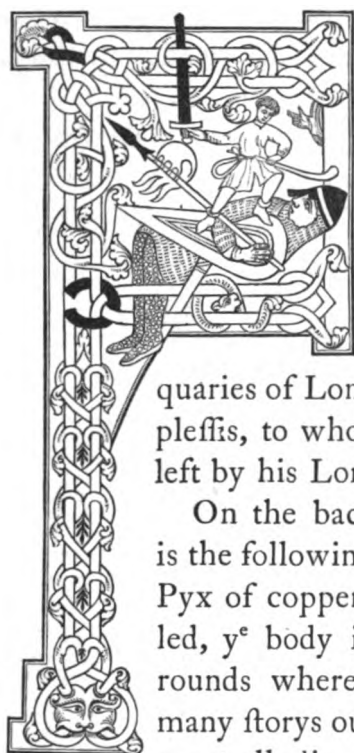 F
quaries of Lon
pleſſis, to who
left by his Lor
On the bac
is the followin
Pyx of copper
led, yᵉ body i
rounds where
many ſtorys ou